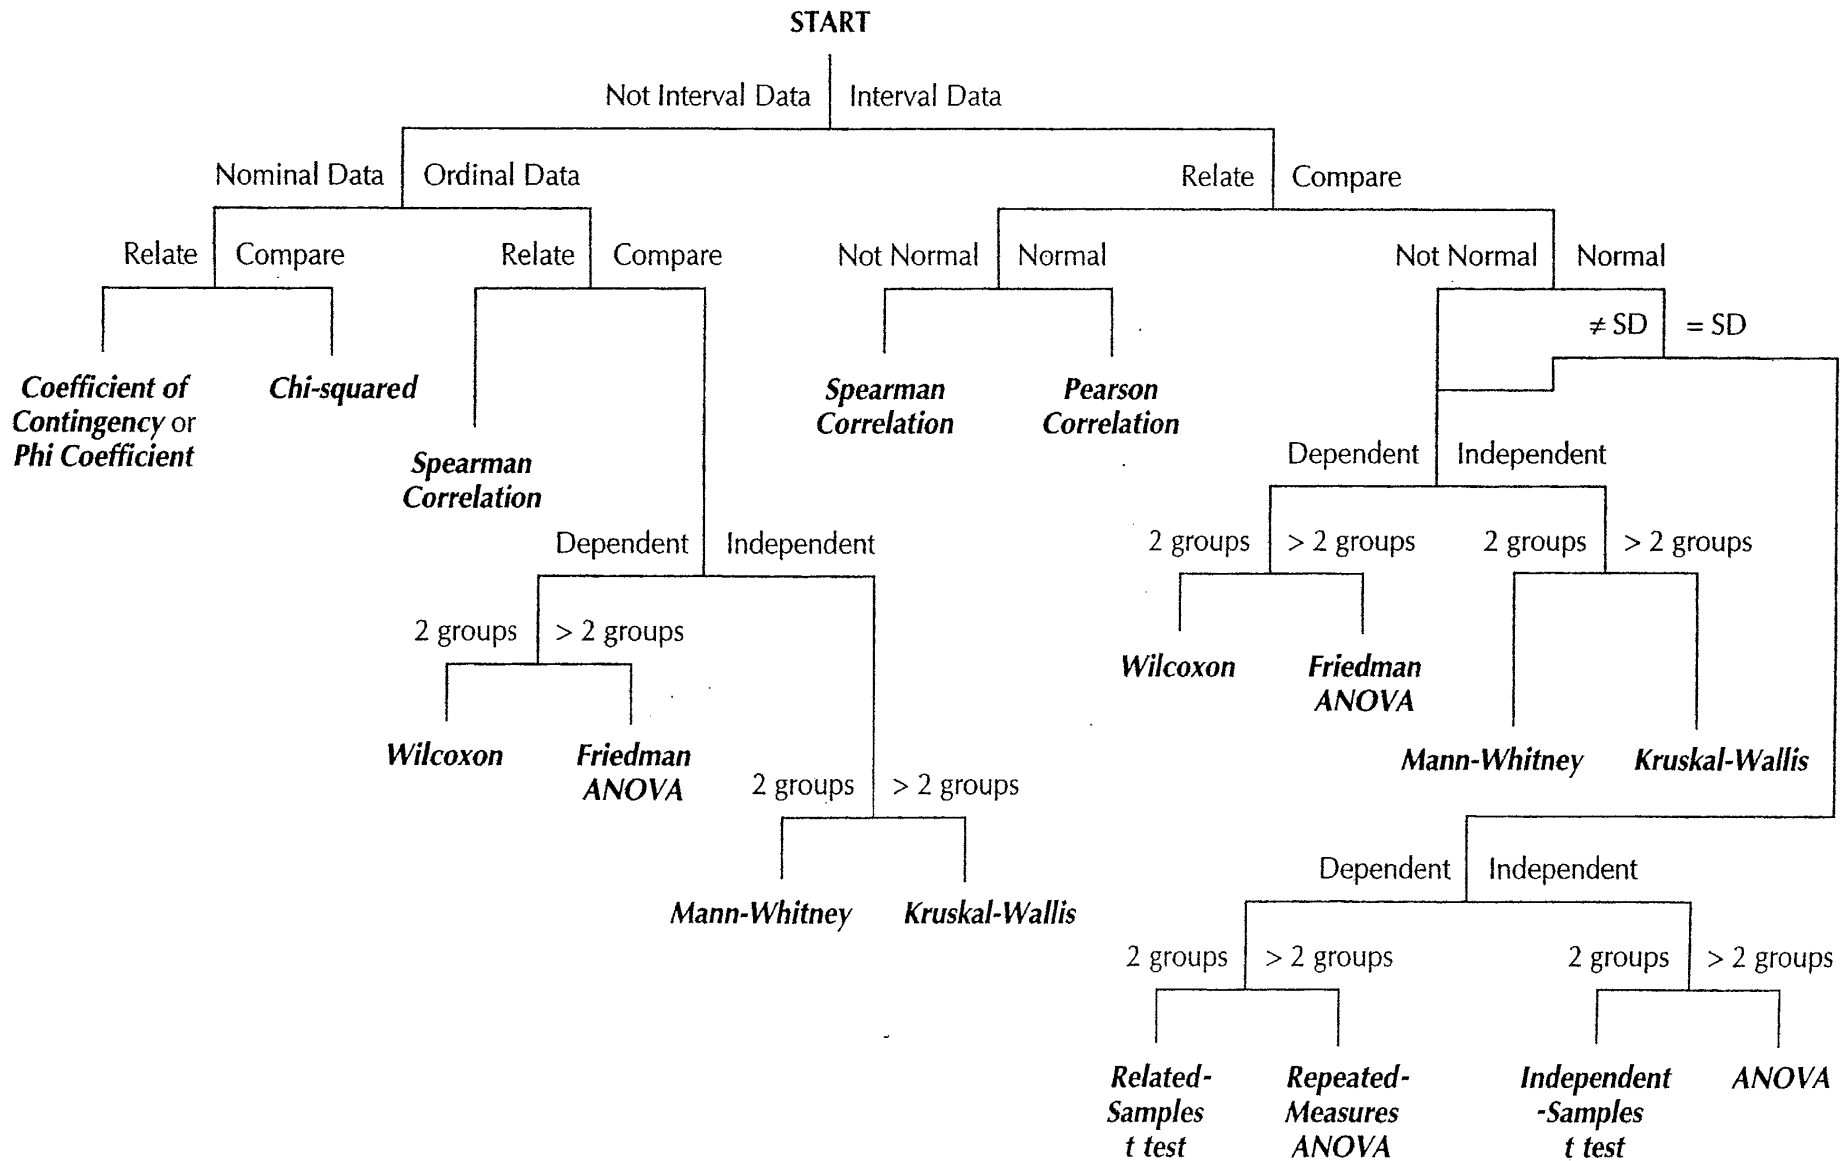 START
Not Interval Data
Interval Data
Nominal Data
Ordinal Data
Relate
Compare
Relate
Compare
Relate
Compare
Not Normal
Normal
Not Normal
Normal
≠ SD
= SD
Coefficient of
Contingency or
Phi Coefficient
Chi-squared
Spearman
Correlation
Spearman
Correlation
Pearson
Correlation
Dependent
Independent
2 groups
> 2 groups
2 groups
> 2 groups
Wilcoxon
Friedman
ANOVA
Mann-Whitney
Kruskal-Wallis
Dependent
Independent
2 groups
> 2 groups
Wilcoxon
Friedman
ANOVA
2 groups
> 2 groups
Mann-Whitney
Kruskal-Wallis
Dependent
Independent
2 groups
> 2 groups
2 groups
> 2 groups
Related-
Samples
t test
Repeated-
Measures
ANOVA
Independent
-Samples
t test
ANOVA